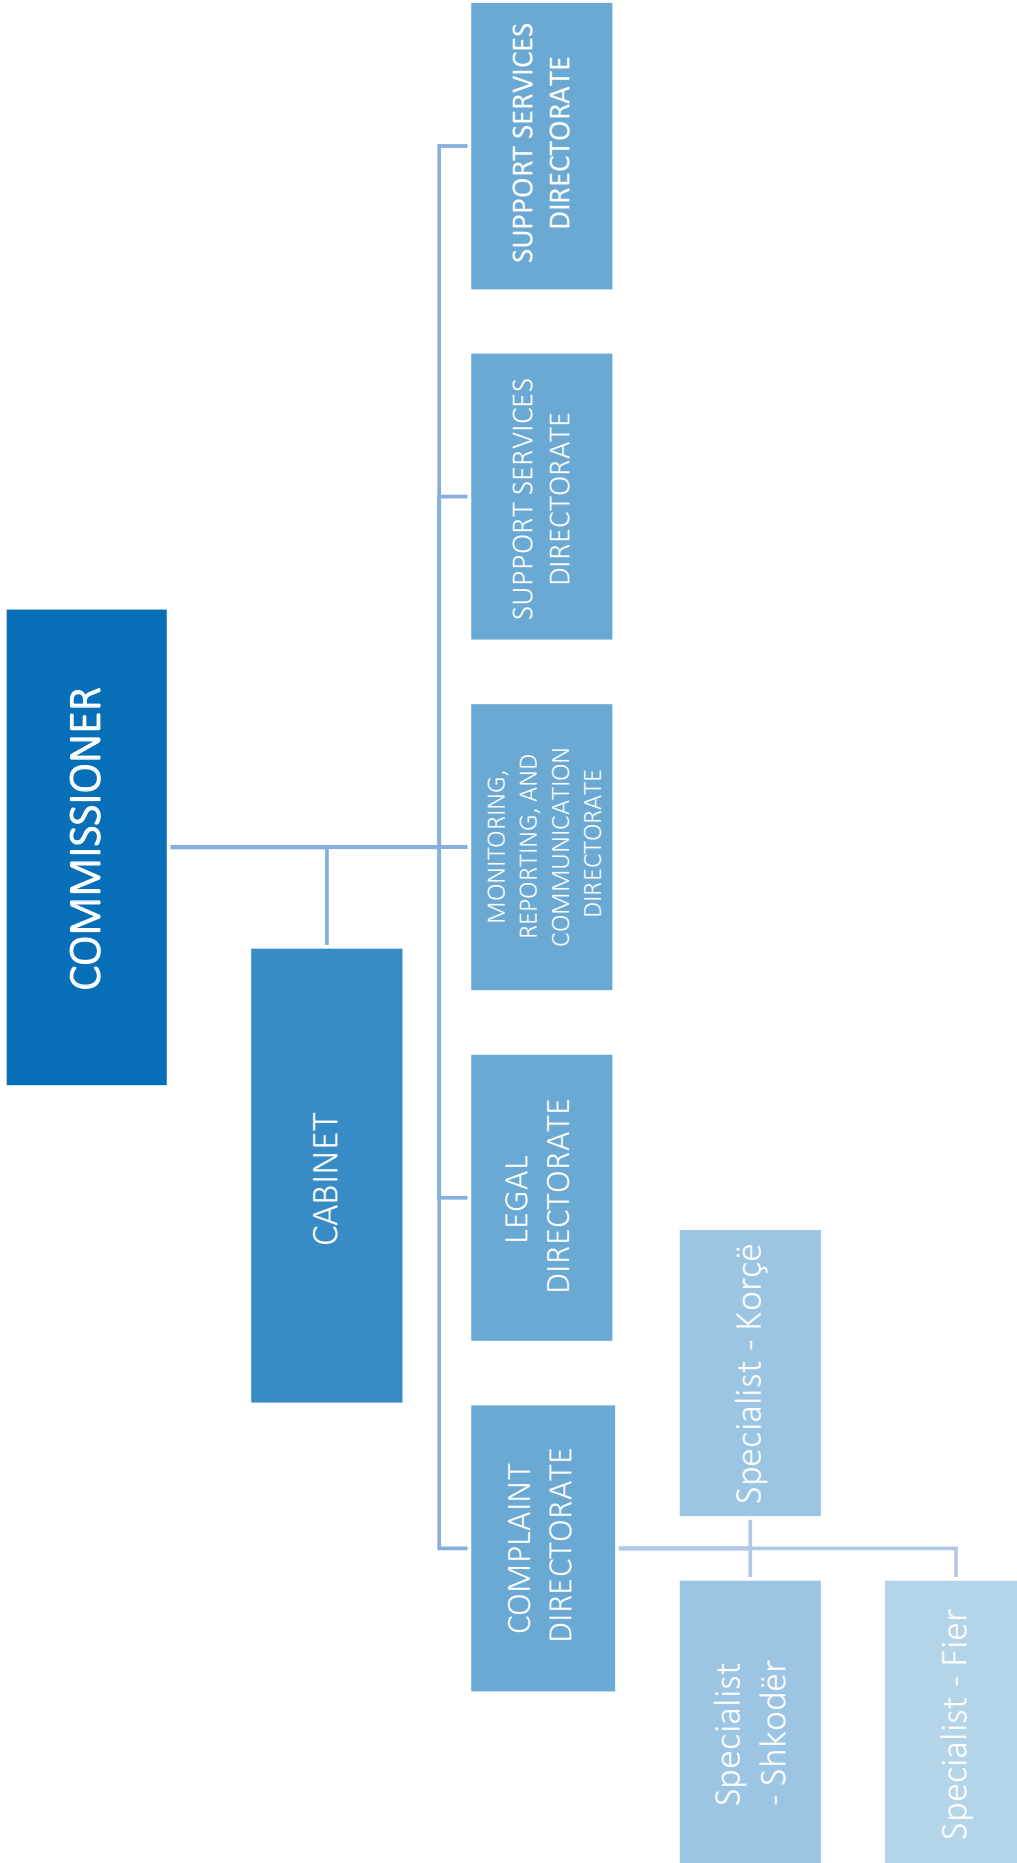 COMMISSIONER
CABINET
COMPLAINT
DIRECTORATE
LEGAL
DIRECTORATE
MONITORING,
REPORTING, AND
COMMUNICATION
DIRECTORATE
SUPPORT SERVICES
DIRECTORATE
SUPPORT SERVICES
DIRECTORATE
Specialist
- Shkodër
Specialist - Korçë
Specialist - Fier